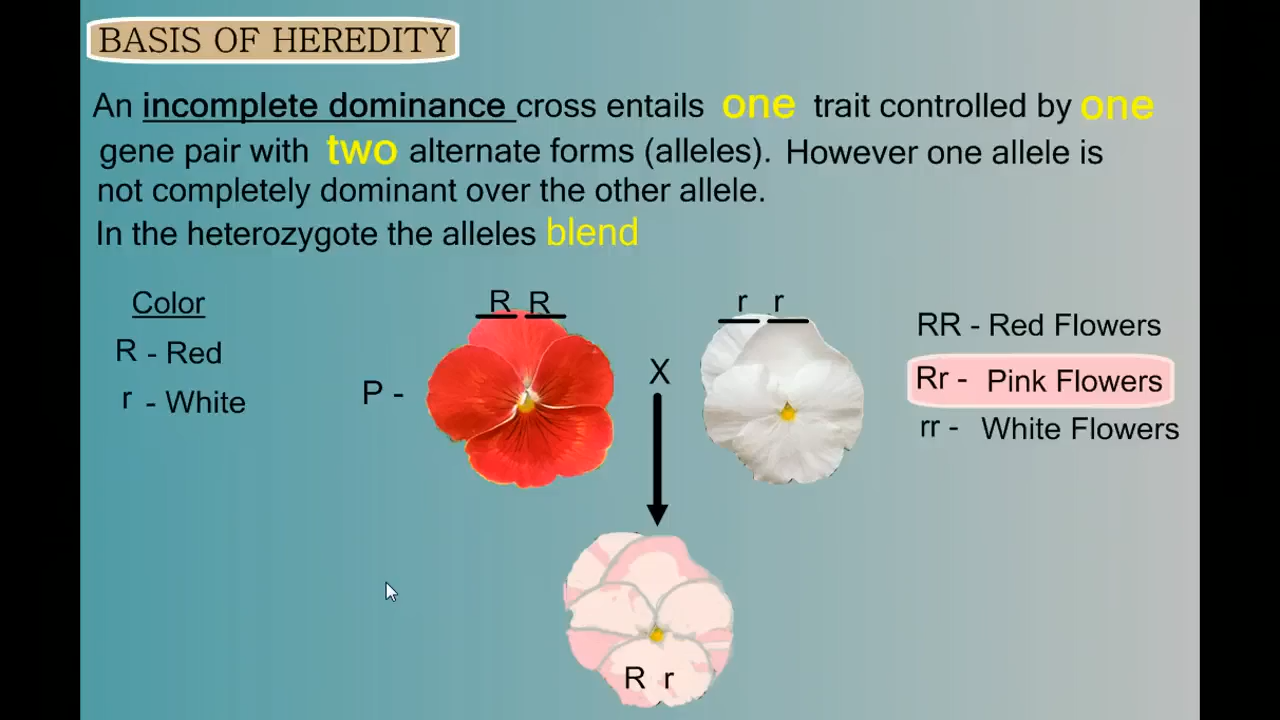 BASIS OF HEREDITY
An incomplete dominance cross entails one trait controlled by one
gene pair with two alternate forms (alleles). However one allele is
not completely dominant over the other allele.
In the heterozygote the alleles blend
Color
R - Red
r - White
P -
R R
X
r r
RR - Red Flowers
Rr - Pink Flowers
rr - White Flowers
R r